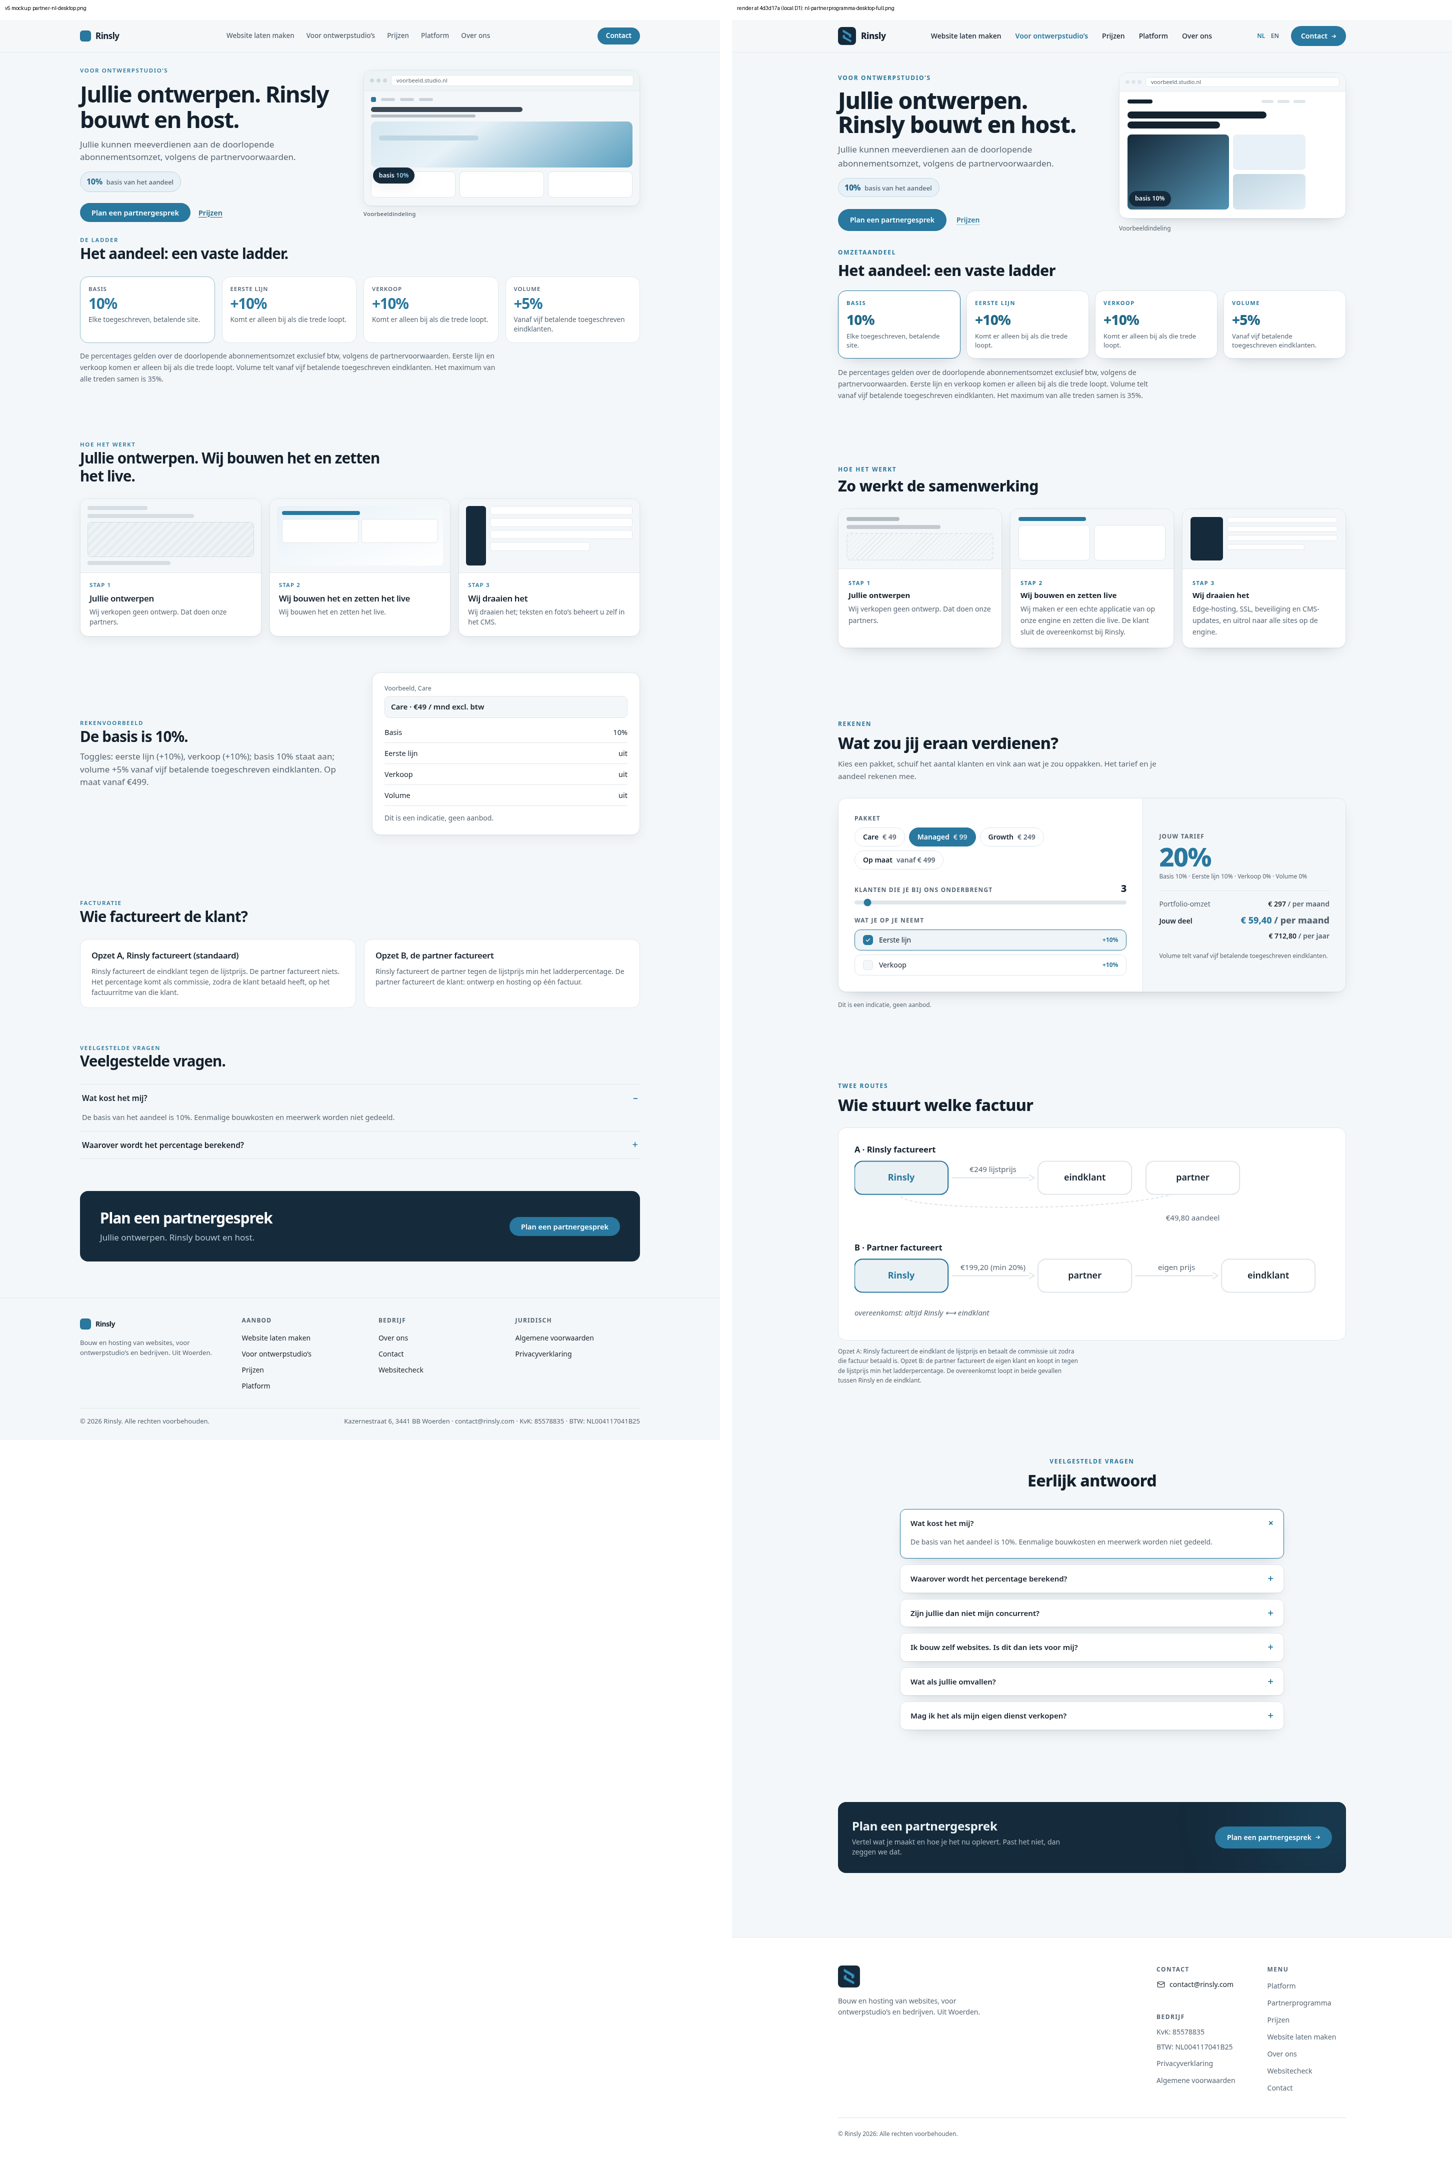 v5 mockup: partner-nl-desktop.png
Rinsly
Website laten maken
Voor ontwerpstudio's
Prijzen
Platform
Over ons
Contact
VOOR ONTWERPSTUDIO'S
Jullie ontwerpen. Rinsly
bouwt en host.
Jullie kunnen meeverdienen aan de doorlopende
abonnementsomzet, volgens de partnervoorwaarden.
10% basis van het aandeel
Plan een partnergesprek
Prijzen
voorbeeld.studio.nl
basis 10%
Voorbeeldindeling
DE LADDER
Het aandeel: een vaste ladder.
BASIS
10%
Elke toegeschreven, betalende site.
EERSTE LIJN
+10%
Komt er alleen bij als die trede loopt.
VERKOOP
+10%
Komt er alleen bij als die trede loopt.
VOLUME
+5%
Vanaf vijf betalende toegeschreven
eindklanten.
De percentages gelden over de doorlopende abonnementsomzet exclusief btw, volgens de partnervoorwaarden. Eerste lijn en
verkoop komen er alleen bij als die trede loopt. Volume telt vanaf vijf betalende toegeschreven eindklanten. Het maximum van
alle treden samen is 35%.
HOE HET WERKT
Jullie ontwerpen. Wij bouwen het en zetten
het live.
STAP 1
Jullie ontwerpen
Wij verkopen geen ontwerp. Dat doen onze
partners.
STAP 2
Wij bouwen het en zetten het live
Wij bouwen het en zetten het live.
STAP 3
Wij draaien het
Wij draaien het; teksten en foto's beheert u zelf in
het CMS.
REKENVOORBEELD
De basis is 10%.
Toggles: eerste lijn (+10%), verkoop (+10%); basis 10% staat aan;
volume +5% vanaf vijf betalende toegeschreven eindklanten. Op
maat vanaf €499.
Voorbeeld, Care
Care · €49 / mnd excl. btw
Basis 10%
Eerste lijn uit
Verkoop uit
Volume uit
Dit is een indicatie, geen aanbod.
FACTURATIE
Wie factureert de klant?
Opzet A, Rinsly factureert (standaard)
Rinsly factureert de eindklant tegen de lijstprijs. De partner factureert niets.
Het percentage komt als commissie, zodra de klant betaald heeft, op het
factuurritme van die klant.
Opzet B, de partner factureert
Rinsly factureert de partner tegen de lijstprijs min het ladderpercentage. De
partner factureert de klant: ontwerp en hosting op één factuur.
VEELGESTELDE VRAGEN
Veelgestelde vragen.
Wat kost het mij? –
De basis van het aandeel is 10%. Eenmalige bouwkosten en meerwerk worden niet gedeeld.
Waarover wordt het percentage berekend? +
Plan een partnergesprek
Jullie ontwerpen. Rinsly bouwt en host.
Plan een partnergesprek
Rinsly
Bouw en hosting van websites, voor
ontwerpstudio's en bedrijven. Uit Woerden.
AANBOD
Website laten maken
Voor ontwerpstudio's
Prijzen
Platform
BEDRIJF
Over ons
Contact
Websitecheck
JURIDISCH
Algemene voorwaarden
Privacyverklaring
© 2026 Rinsly. Alle rechten voorbehouden.
Kazernestraat 6, 3441 BB Woerden · contact@rinsly.com · KvK: 85578835 · BTW: NL004117041B25
render at 4d3d17a (local D1): nl-partnerprogramma-desktop-full.png
Rinsly
Website laten maken
Voor ontwerpstudio's
Prijzen
Platform
Over ons
NL EN
Contact →
VOOR ONTWERPSTUDIO'S
Jullie ontwerpen.
Rinsly bouwt en host.
Jullie kunnen meeverdienen aan de doorlopende
abonnementsomzet, volgens de partnervoorwaarden.
10% basis van het aandeel
Plan een partnergesprek
Prijzen
voorbeeld.studio.nl
basis 10%
Voorbeeldindeling
OMZETAANDEEL
Het aandeel: een vaste ladder
BASIS
10%
Elke toegeschreven, betalende
site.
EERSTE LIJN
+10%
Komt er alleen bij als die trede
loopt.
VERKOOP
+10%
Komt er alleen bij als die trede
loopt.
VOLUME
+5%
Vanaf vijf betalende
toegeschreven eindklanten.
De percentages gelden over de doorlopende abonnementsomzet exclusief btw, volgens de
partnervoorwaarden. Eerste lijn en verkoop komen er alleen bij als die trede loopt. Volume telt
vanaf vijf betalende toegeschreven eindklanten. Het maximum van alle treden samen is 35%.
HOE HET WERKT
Zo werkt de samenwerking
STAP 1
Jullie ontwerpen
Wij verkopen geen ontwerp. Dat doen onze
partners.
STAP 2
Wij bouwen en zetten live
Wij maken er een echte applicatie van op
onze engine en zetten die live. De klant
sluit de overeenkomst bij Rinsly.
STAP 3
Wij draaien het
Edge-hosting, SSL, beveiliging en CMS-
updates, en uitrol naar alle sites op de
engine.
REKENEN
Wat zou jij eraan verdienen?
Kies een pakket, schuif het aantal klanten en vink aan wat je zou oppakken. Het tarief en je
aandeel rekenen mee.
PAKKET
Care € 49
Managed € 99
Growth € 249
Op maat vanaf € 499
KLANTEN DIE JE BIJ ONS ONDERBRENGT 3
WAT JE OP JE NEEMT
Eerste lijn +10%
Verkoop +10%
JOUW TARIEF
20%
Basis 10% · Eerste lijn 10% · Verkoop 0% · Volume 0%
Portfolio-omzet € 297 / per maand
Jouw deel € 59,40 / per maand
€ 712,80 / per jaar
Volume telt vanaf vijf betalende toegeschreven eindklanten.
Dit is een indicatie, geen aanbod.
TWEE ROUTES
Wie stuurt welke factuur
A · Rinsly factureert
Rinsly
€249 lijstprijs
eindklant
partner
€49,80 aandeel
B · Partner factureert
Rinsly
€199,20 (min 20%)
partner
eigen prijs
eindklant
overeenkomst: altijd Rinsly ⟷ eindklant
Opzet A: Rinsly factureert de eindklant de lijstprijs en betaalt de commissie uit zodra
die factuur betaald is. Opzet B: de partner factureert de eigen klant en koopt in tegen
de lijstprijs min het ladderpercentage. De overeenkomst loopt in beide gevallen
tussen Rinsly en de eindklant.
VEELGESTELDE VRAGEN
Eerlijk antwoord
Wat kost het mij? ×
De basis van het aandeel is 10%. Eenmalige bouwkosten en meerwerk worden niet gedeeld.
Waarover wordt het percentage berekend? +
Zijn jullie dan niet mijn concurrent? +
Ik bouw zelf websites. Is dit dan iets voor mij? +
Wat als jullie omvallen? +
Mag ik het als mijn eigen dienst verkopen? +
Plan een partnergesprek
Vertel wat je maakt en hoe je het nu oplevert. Past het niet, dan
zeggen we dat.
Plan een partnergesprek →
Bouw en hosting van websites, voor
ontwerpstudio's en bedrijven. Uit Woerden.
CONTACT
contact@rinsly.com
BEDRIJF
KvK: 85578835
BTW: NL004117041B25
Privacyverklaring
Algemene voorwaarden
MENU
Platform
Partnerprogramma
Prijzen
Website laten maken
Over ons
Websitecheck
Contact
© Rinsly 2026: Alle rechten voorbehouden.